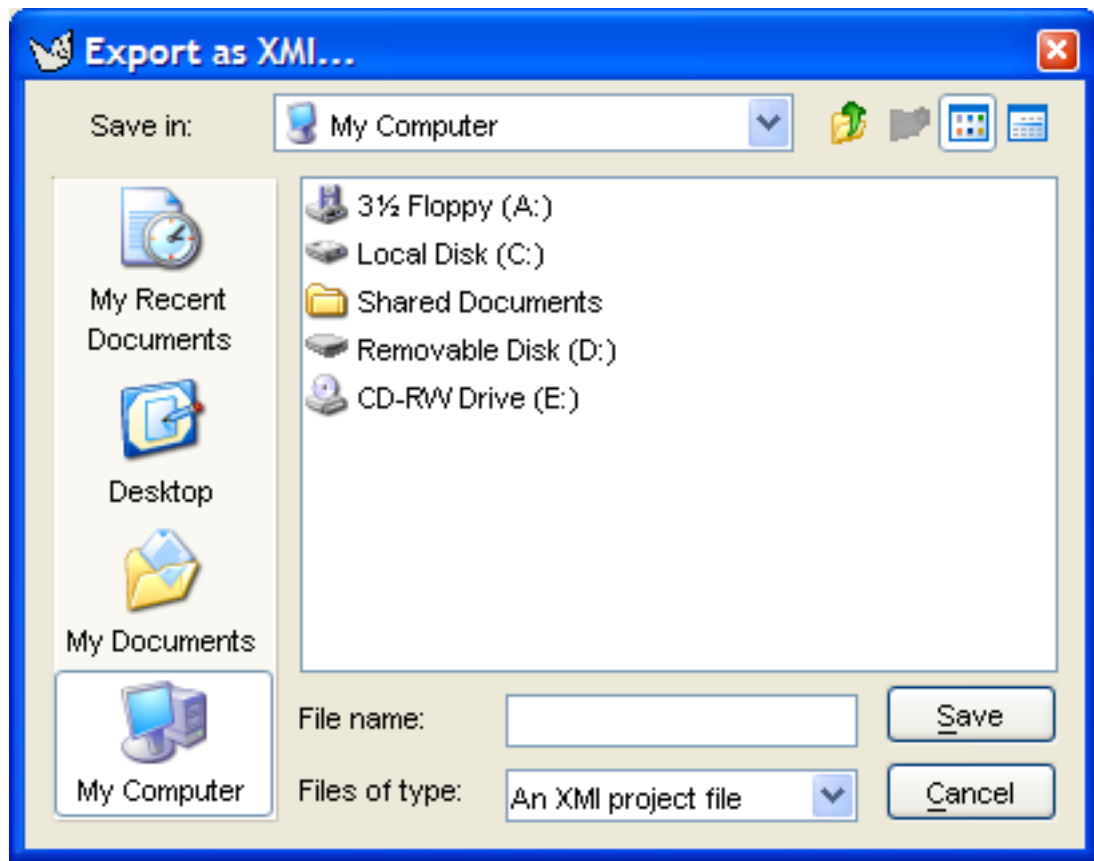 Export as XMI...
Save in:
My Computer
3½ Floppy (A:)
Local Disk (C:)
Shared Documents
Removable Disk (D:)
CD-RW Drive (E:)
My Recent
Documents
Desktop
My Documents
My Computer
File name:
Save
Files of type:
An XMI project file
Cancel